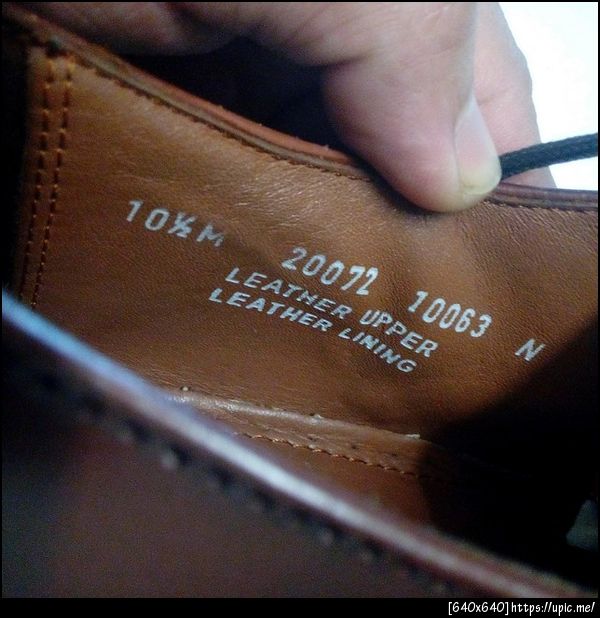 10½M 20072 10063 N
LEATHER UPPER
LEATHER LINING
[640x640]https://upic.me/